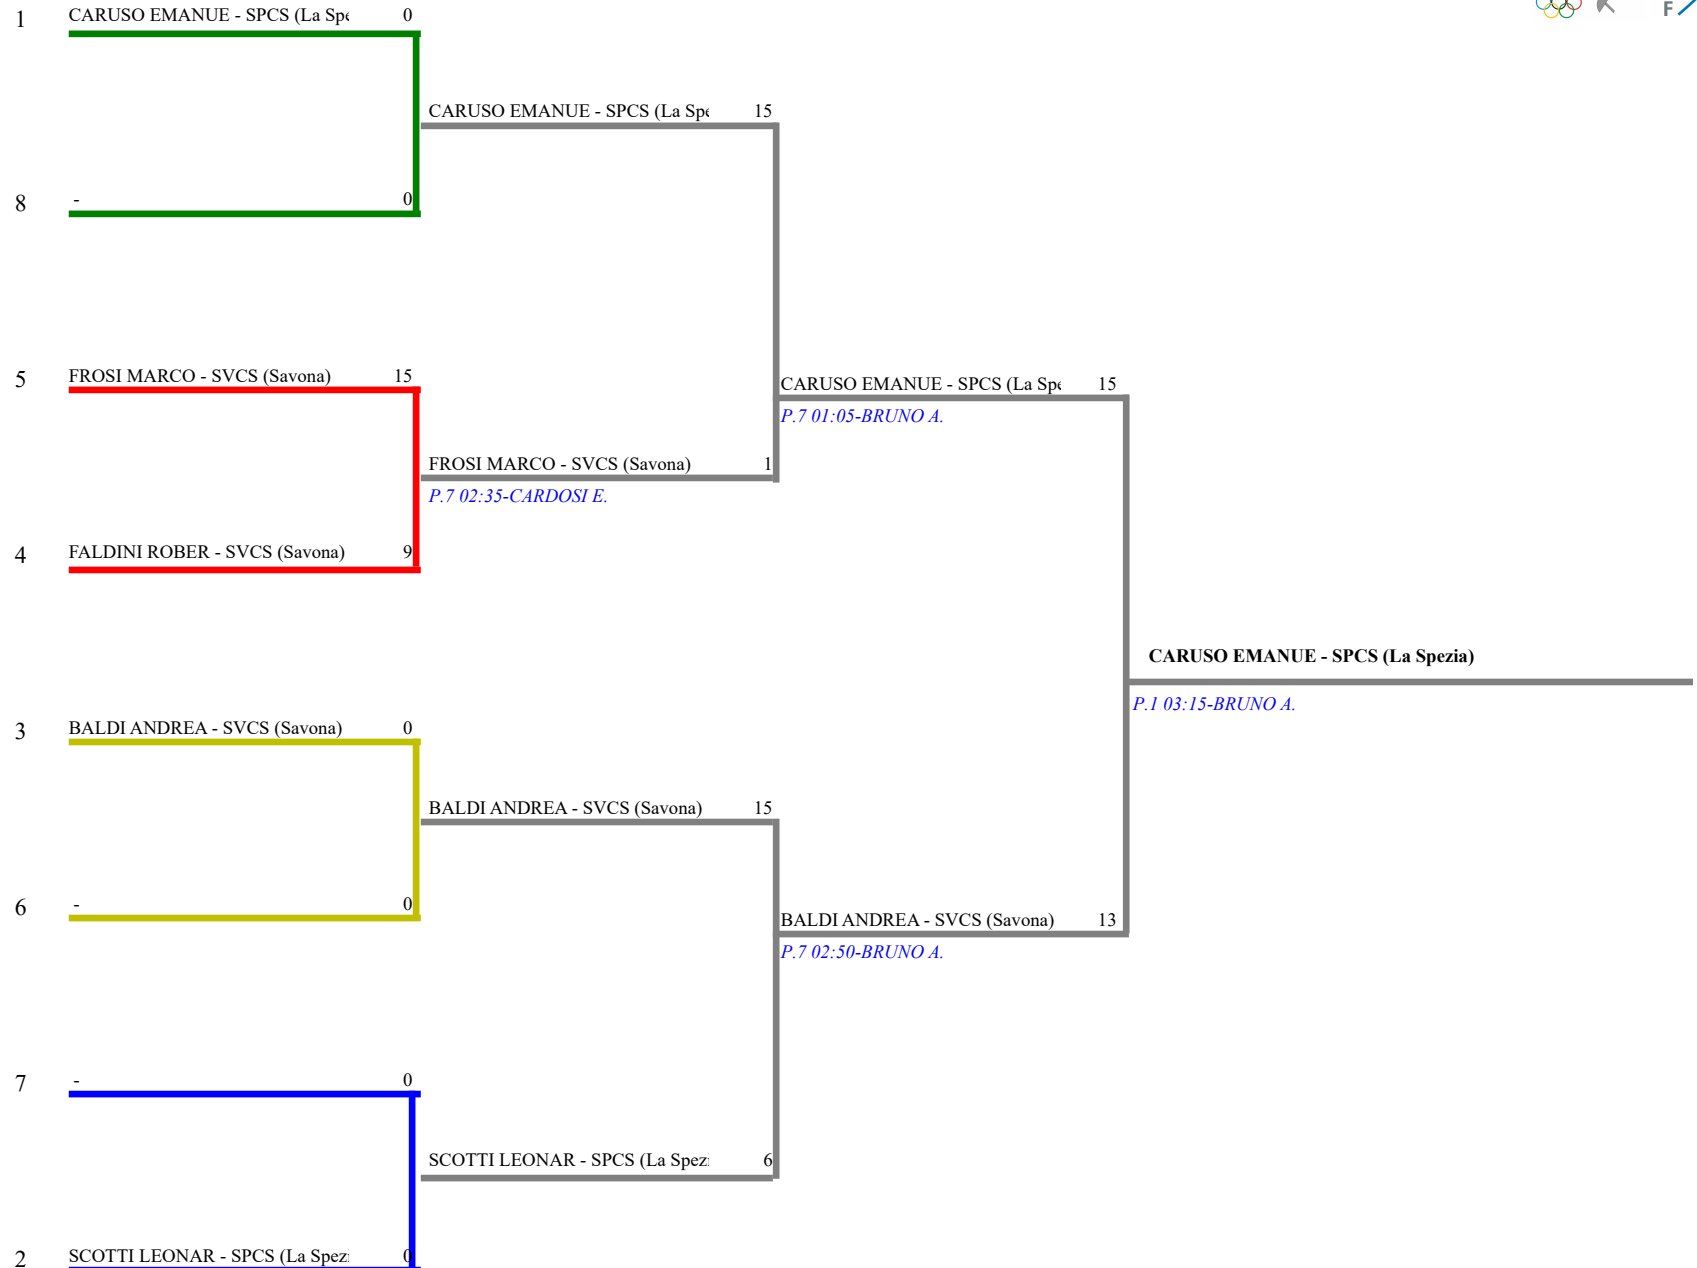 1 CARUSO EMANUE - SPCS (La Spe 0
F
CARUSO EMANUE - SPCS (La Spe 15
8 - 0
5 FROSI MARCO - SVCS (Savona) 15
CARUSO EMANUE - SPCS (La Spe 15
P.7 01:05-BRUNO A.
FROSI MARCO - SVCS (Savona) 1
P.7 02:35-CARDOSI E.
4 FALDINI ROBER - SVCS (Savona) 9
CARUSO EMANUE - SPCS (La Spezia)
P.1 03:15-BRUNO A.
3 BALDI ANDREA - SVCS (Savona) 0
BALDI ANDREA - SVCS (Savona) 15
6 - 0
BALDI ANDREA - SVCS (Savona) 13
P.7 02:50-BRUNO A.
7 - 0
SCOTTI LEONAR - SPCS (La Spezi 6
2 SCOTTI LEONAR - SPCS (La Spezi 0